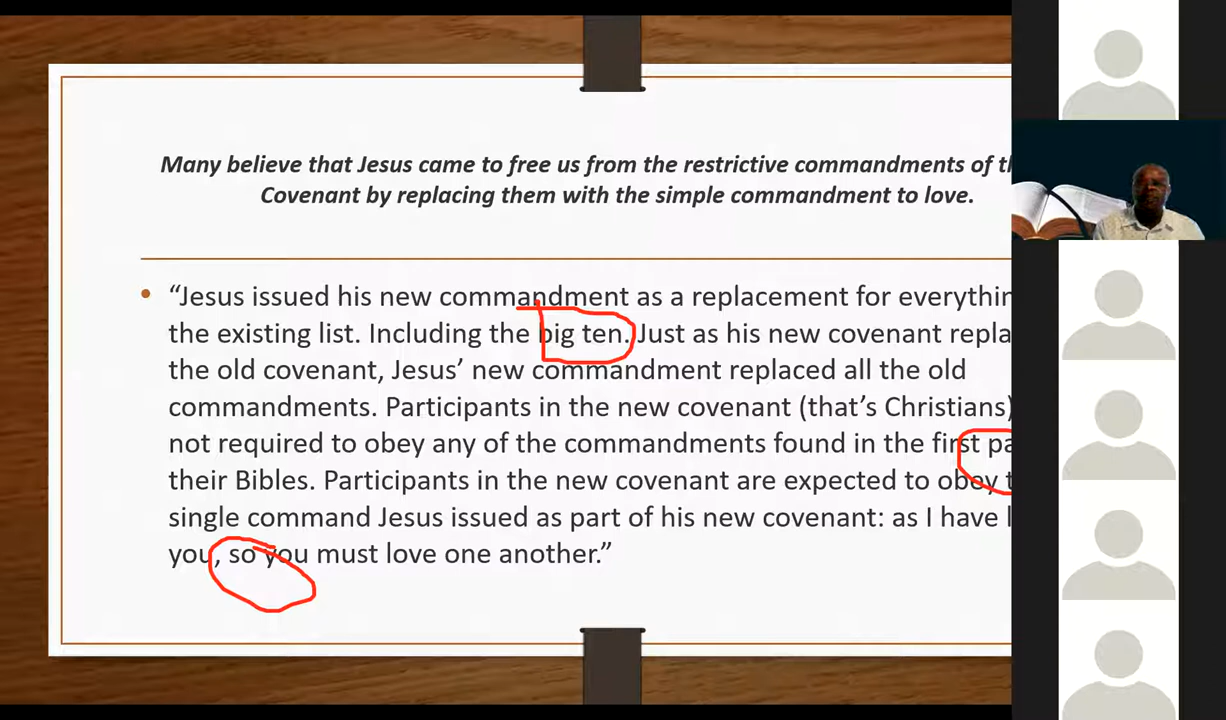 Many believe that Jesus came to free us from the restrictive commandments of
Covenant by replacing them with the simple commandment to love.
“Jesus issued his new commandment as a replacement for
the existing list. Including the big ten. Just as his new covenant
the old covenant, Jesus’ new commandment replaced all the old
commandments. Participants in the new covenant (that’s Christians)
not required to obey any of the commandments found in the first
their Bibles. Participants in the new covenant are expected to obey
single command Jesus issued as part of his new covenant: as I have
you, so you must love one another.”